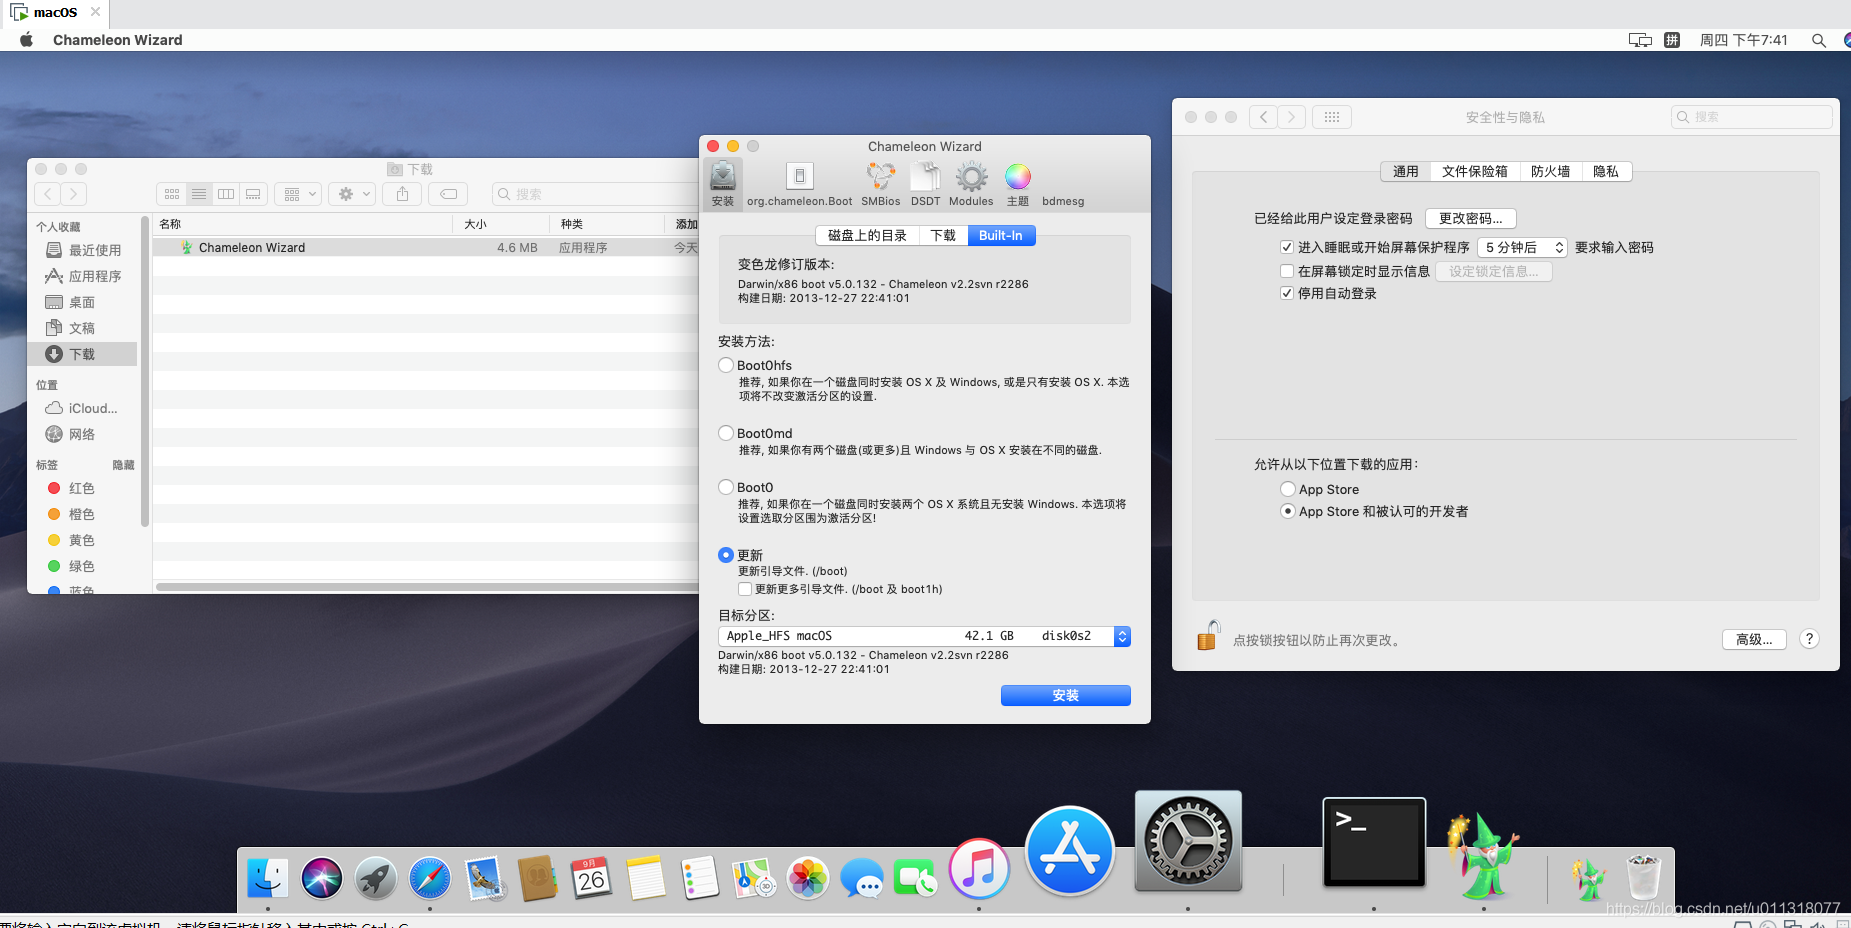 macOS
Chameleon Wizard
拼
周四 下午7:41
下载
搜索
个人收藏
最近使用
应用程序
桌面
文稿
下载
位置
iCloud...
网络
标签 隐藏
红色
橙色
黄色
绿色
蓝色
名称 大小 种类 添加
Chameleon Wizard 4.6 MB 应用程序 今天
Chameleon Wizard
安装 org.chameleon.Boot SMBios DSDT Modules 主题 bdmesg
磁盘上的目录 下载 Built-In
变色龙修订版本:
Darwin/x86 boot v5.0.132 - Chameleon v2.2svn r2286
构建日期: 2013-12-27 22:41:01
安装方法:
Boot0hfs
推荐, 如果你在一个磁盘同时安装 OS X 及 Windows, 或是只有安装 OS X. 本选
项将不改变激活分区的设置.
Boot0md
推荐, 如果你有两个磁盘(或更多)且 Windows 与 OS X 安装在不同的磁盘.
Boot0
推荐, 如果你在一个磁盘同时安装两个 OS X 系统且无安装 Windows. 本选项将
设置选取分区围为激活分区!
更新
更新引导文件. (/boot)
更新更多引导文件. (/boot 及 boot1h)
目标分区:
Apple_HFS macOS 42.1 GB disk0s2
Darwin/x86 boot v5.0.132 - Chameleon v2.2svn r2286
构建日期: 2013-12-27 22:41:01
安装
安全性与隐私
搜索
通用 文件保险箱 防火墙 隐私
已经给此用户设定登录密码 更改密码...
进入睡眠或开始屏幕保护程序 5 分钟后 要求输入密码
在屏幕锁定时显示信息 设定锁定信息...
停用自动登录
允许从以下位置下载的应用:
App Store
App Store 和被认可的开发者
点按锁按钮以防止再次更改。
高级... ?
9月
26
3D
>_
https://blog.csdn.net/u011318077